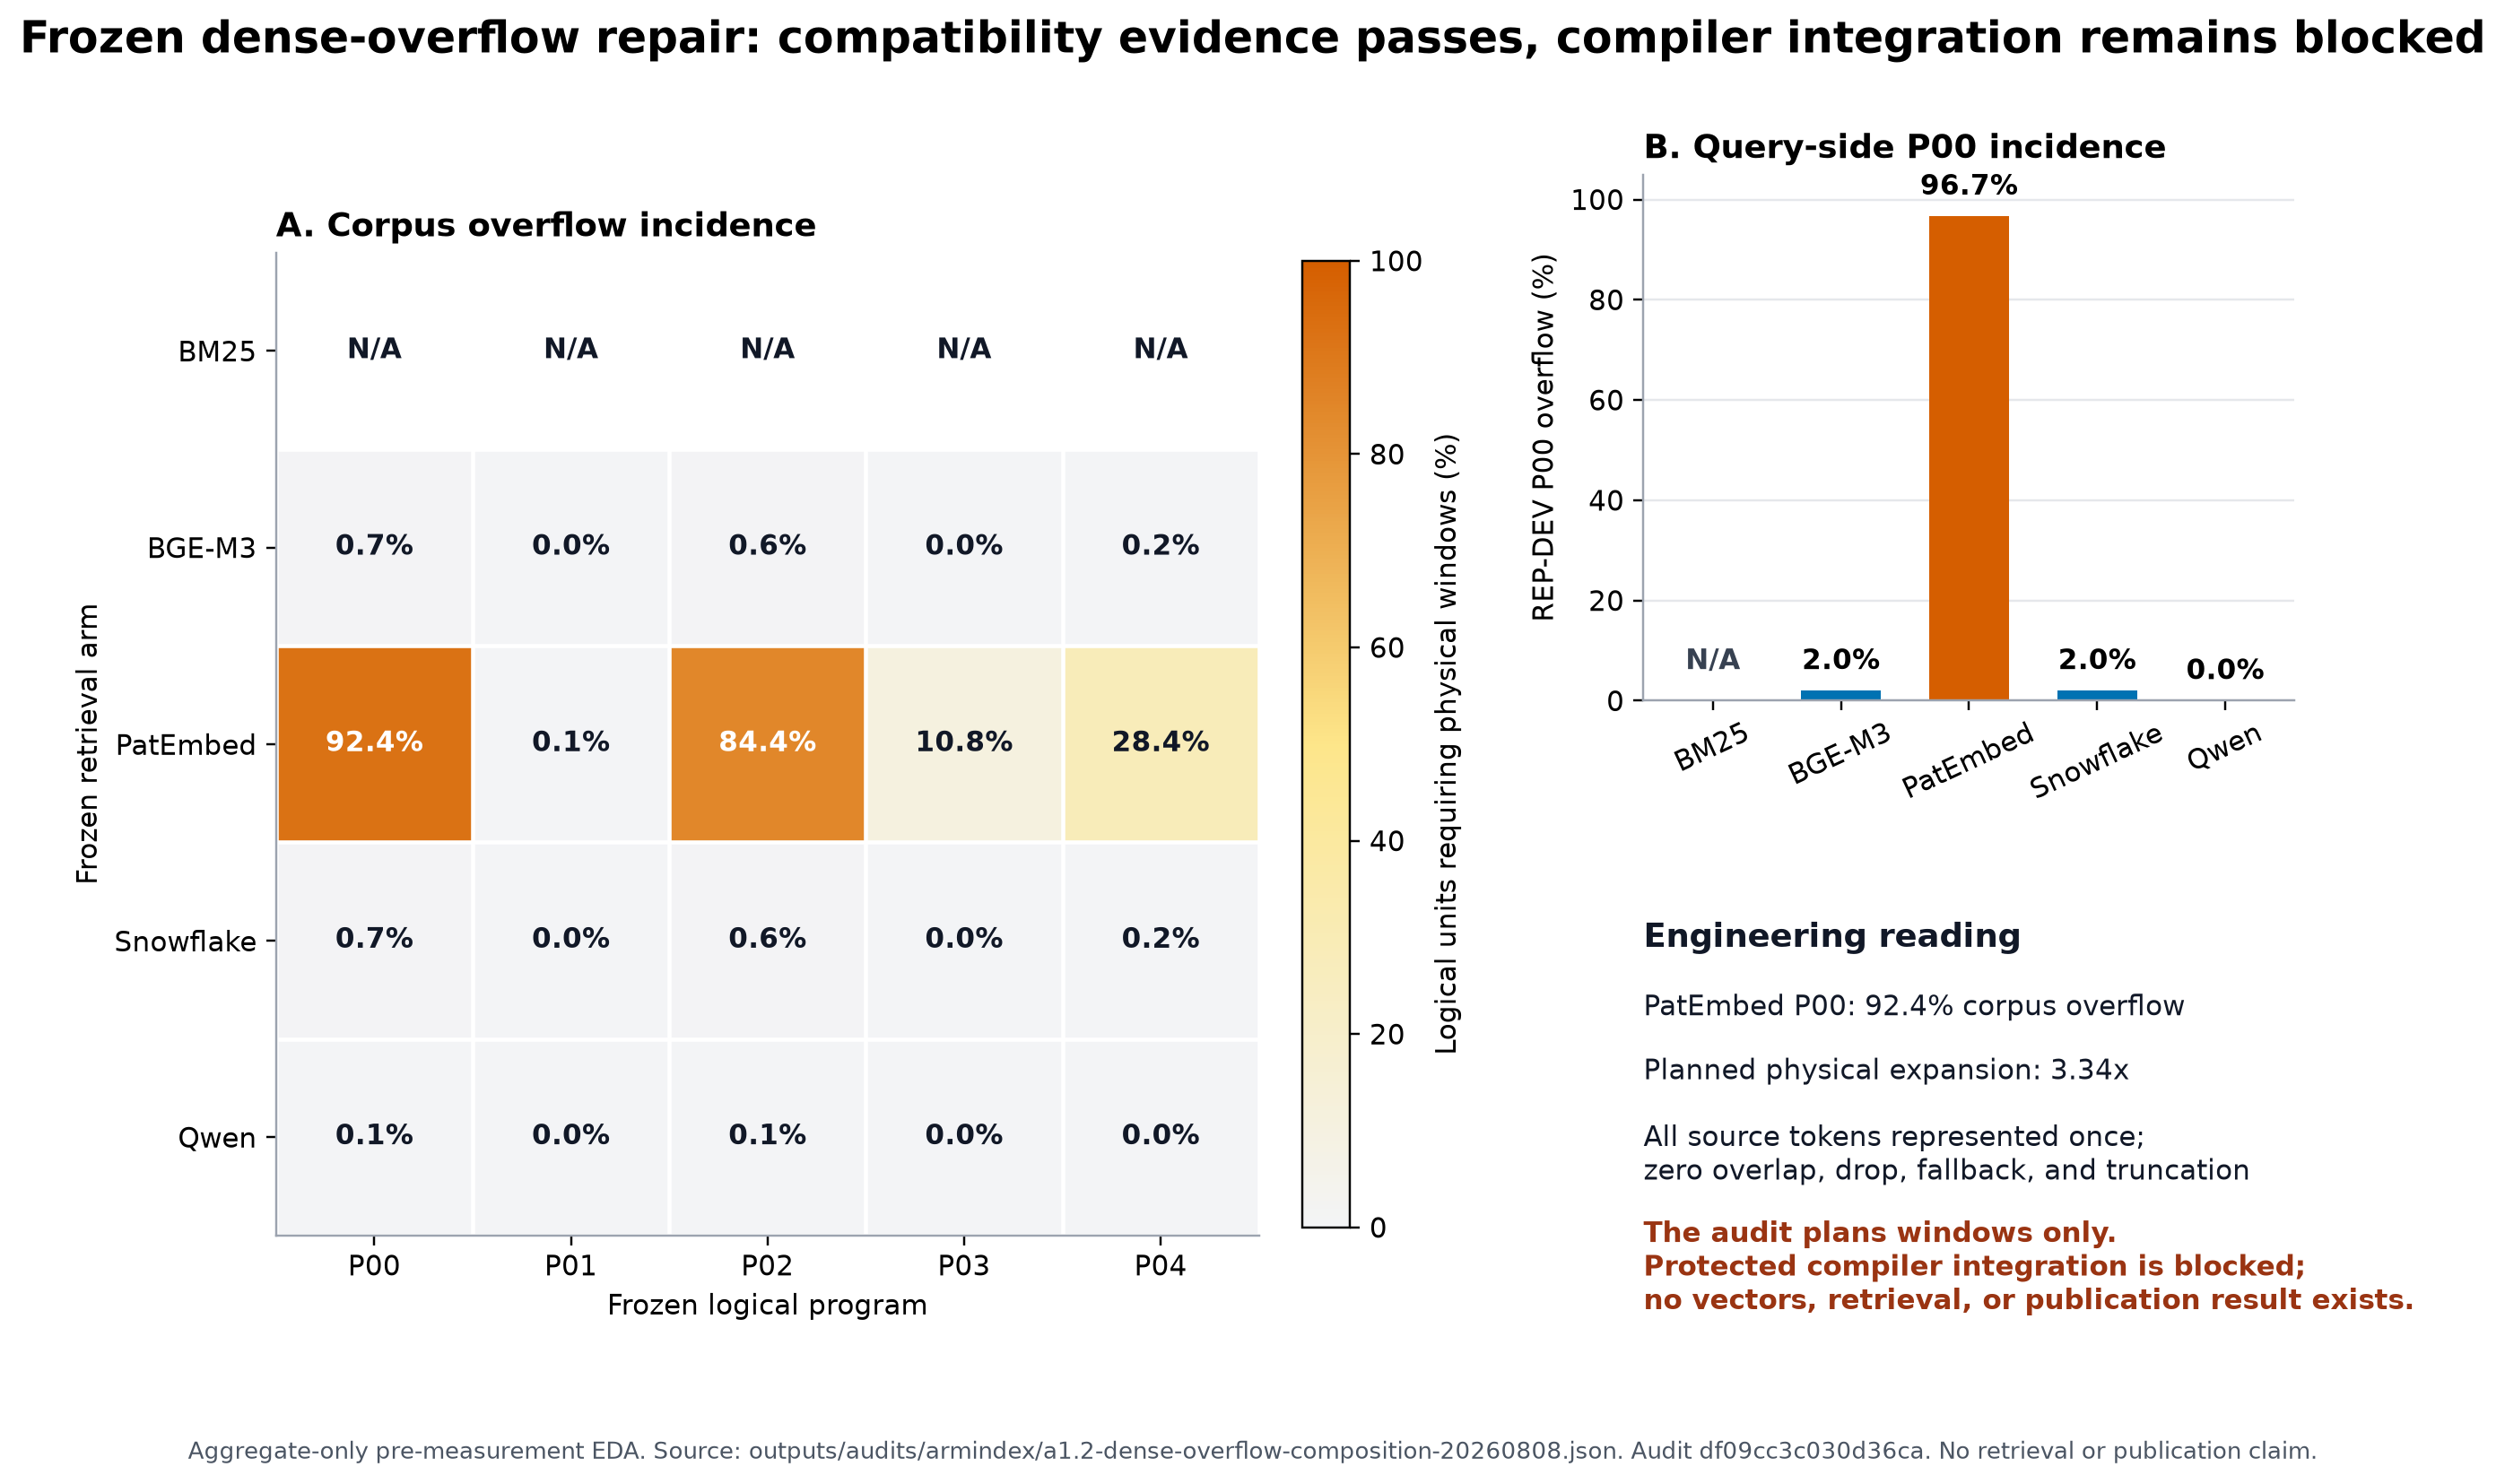 Frozen dense-overflow repair: compatibility evidence passes, compiler integration remains blocked
A. Corpus overflow incidence
Frozen retrieval arm
BM25
N/A N/A N/A N/A N/A
BGE-M3
0.7% 0.0% 0.6% 0.0% 0.2%
PatEmbed
92.4% 0.1% 84.4% 10.8% 28.4%
Snowflake
0.7% 0.0% 0.6% 0.0% 0.2%
Qwen
0.1% 0.0% 0.1% 0.0% 0.0%
P00 P01 P02 P03 P04
Frozen logical program
100
80
60
40
20
0
Logical units requiring physical windows (%)
B. Query-side P00 incidence
REP-DEV P00 overflow (%)
100
80
60
40
20
0
N/A 2.0% 96.7% 2.0% 0.0%
BM25 BGE-M3 PatEmbed Snowflake Qwen
Engineering reading
PatEmbed P00: 92.4% corpus overflow
Planned physical expansion: 3.34x
All source tokens represented once;
zero overlap, drop, fallback, and truncation
The audit plans windows only.
Protected compiler integration is blocked;
no vectors, retrieval, or publication result exists.
Aggregate-only pre-measurement EDA. Source: outputs/audits/armindex/a1.2-dense-overflow-composition-20260808.json. Audit df09cc3c030d36ca. No retrieval or publication claim.